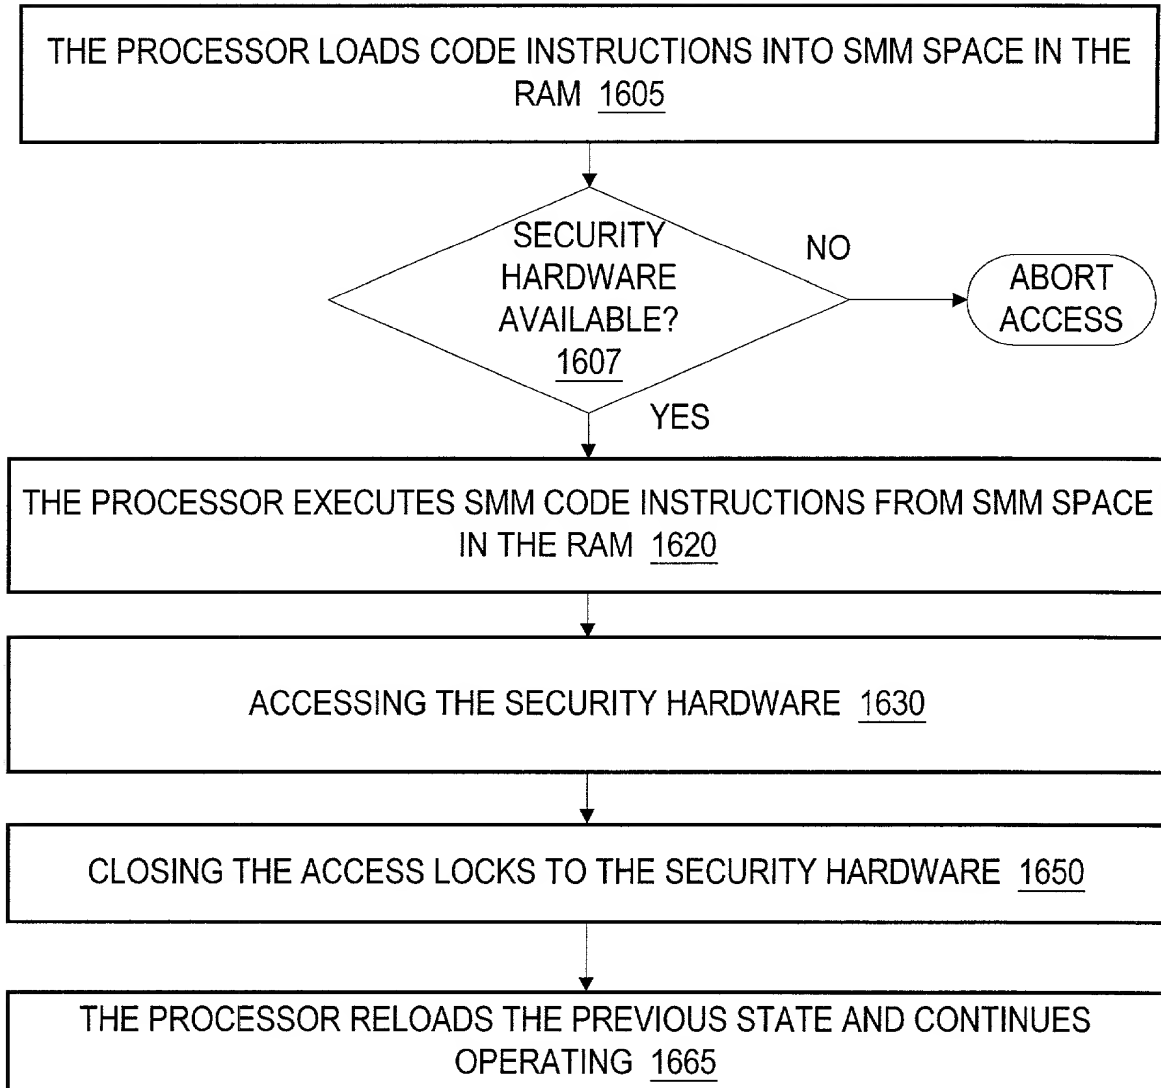 THE PROCESSOR LOADS CODE INSTRUCTIONS INTO SMM SPACE IN THE
RAM 1605
SECURITY
HARDWARE
AVAILABLE?
1607
NO
ABORT
ACCESS
YES
THE PROCESSOR EXECUTES SMM CODE INSTRUCTIONS FROM SMM SPACE
IN THE RAM 1620
ACCESSING THE SECURITY HARDWARE 1630
CLOSING THE ACCESS LOCKS TO THE SECURITY HARDWARE 1650
THE PROCESSOR RELOADS THE PREVIOUS STATE AND CONTINUES
OPERATING 1665